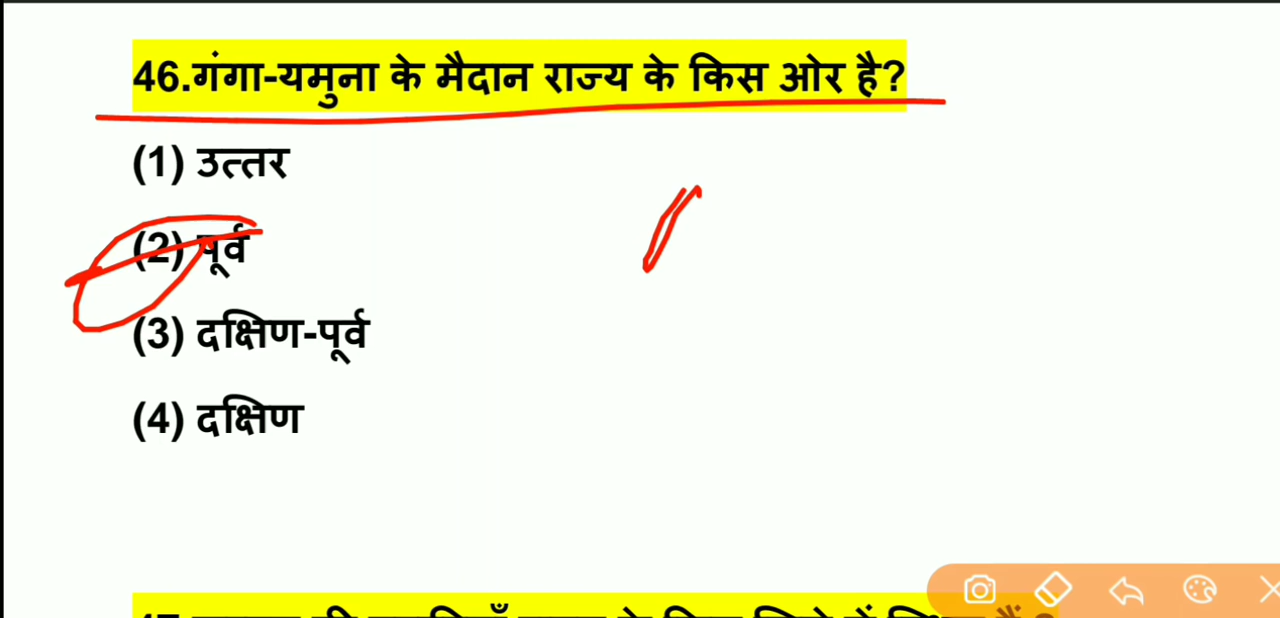 46.गंगा-यमुना के मैदान राज्य के किस ओर है?
(1) उत्तर
(2) पूर्व
(3) दक्षिण-पूर्व
(4) दक्षिण